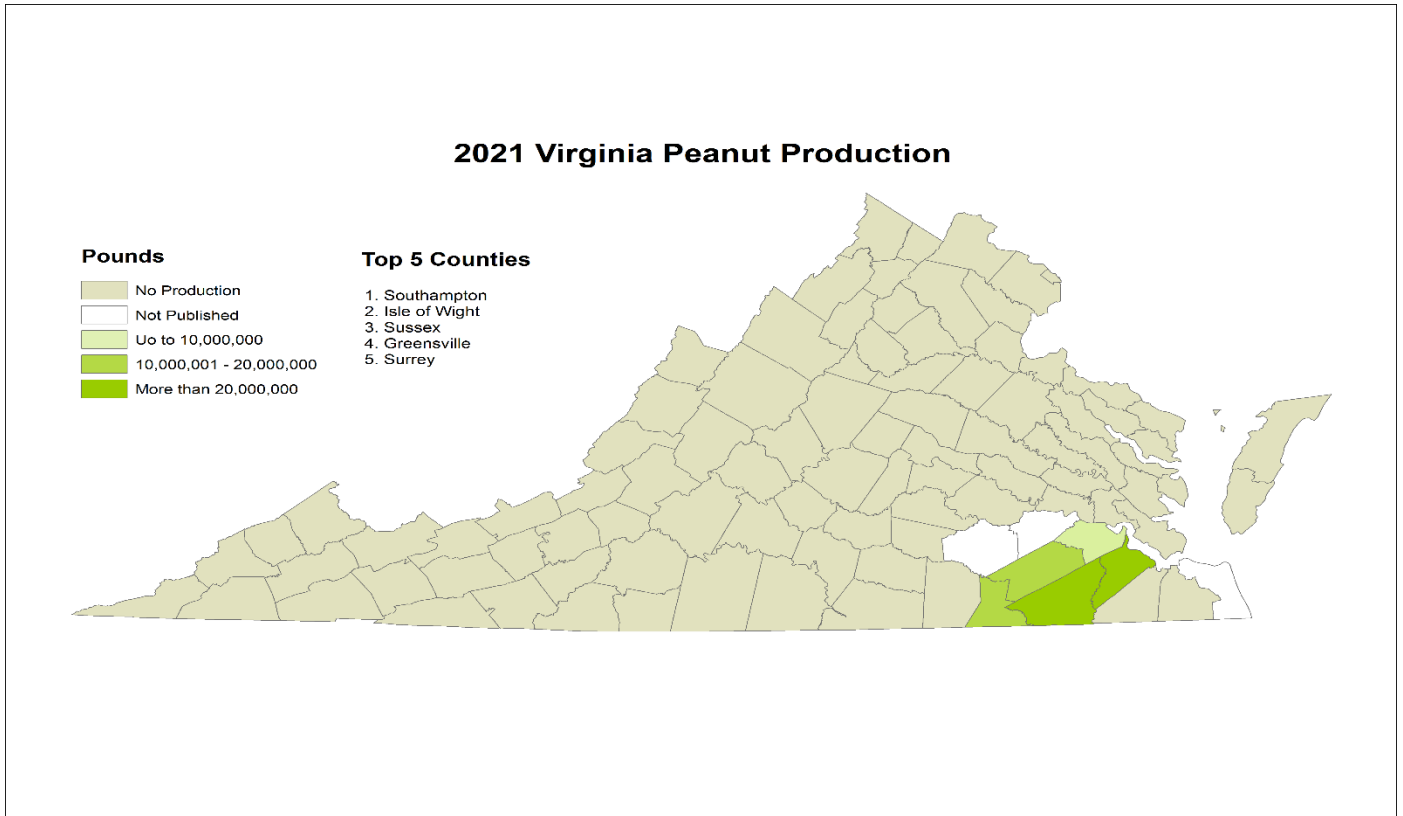 2021 Virginia Peanut Production
Pounds
No Production
Not Published
Uo to 10,000,000
10,000,001 - 20,000,000
More than 20,000,000
Top 5 Counties
1. Southampton
2. Isle of Wight
3. Sussex
4. Greensville
5. Surrey